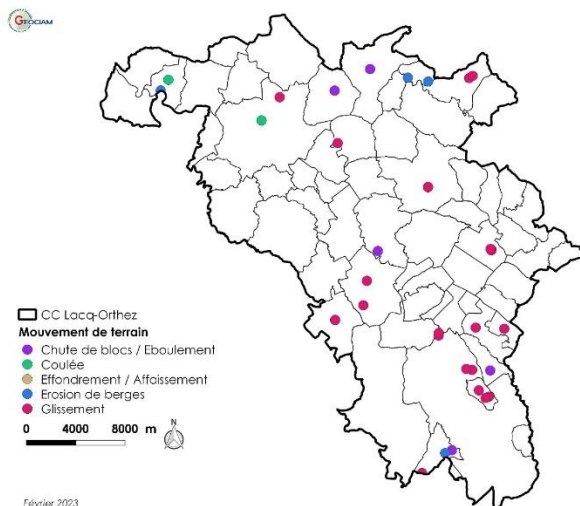 GEOCIAM
CC Lacq-Orthez
Mouvement de terrain
Chute de blocs / Eboulement
Coulée
Effondrement / Affaissement
Erosion de berges
Glissement
0 4000 8000 m
N
Février 2023